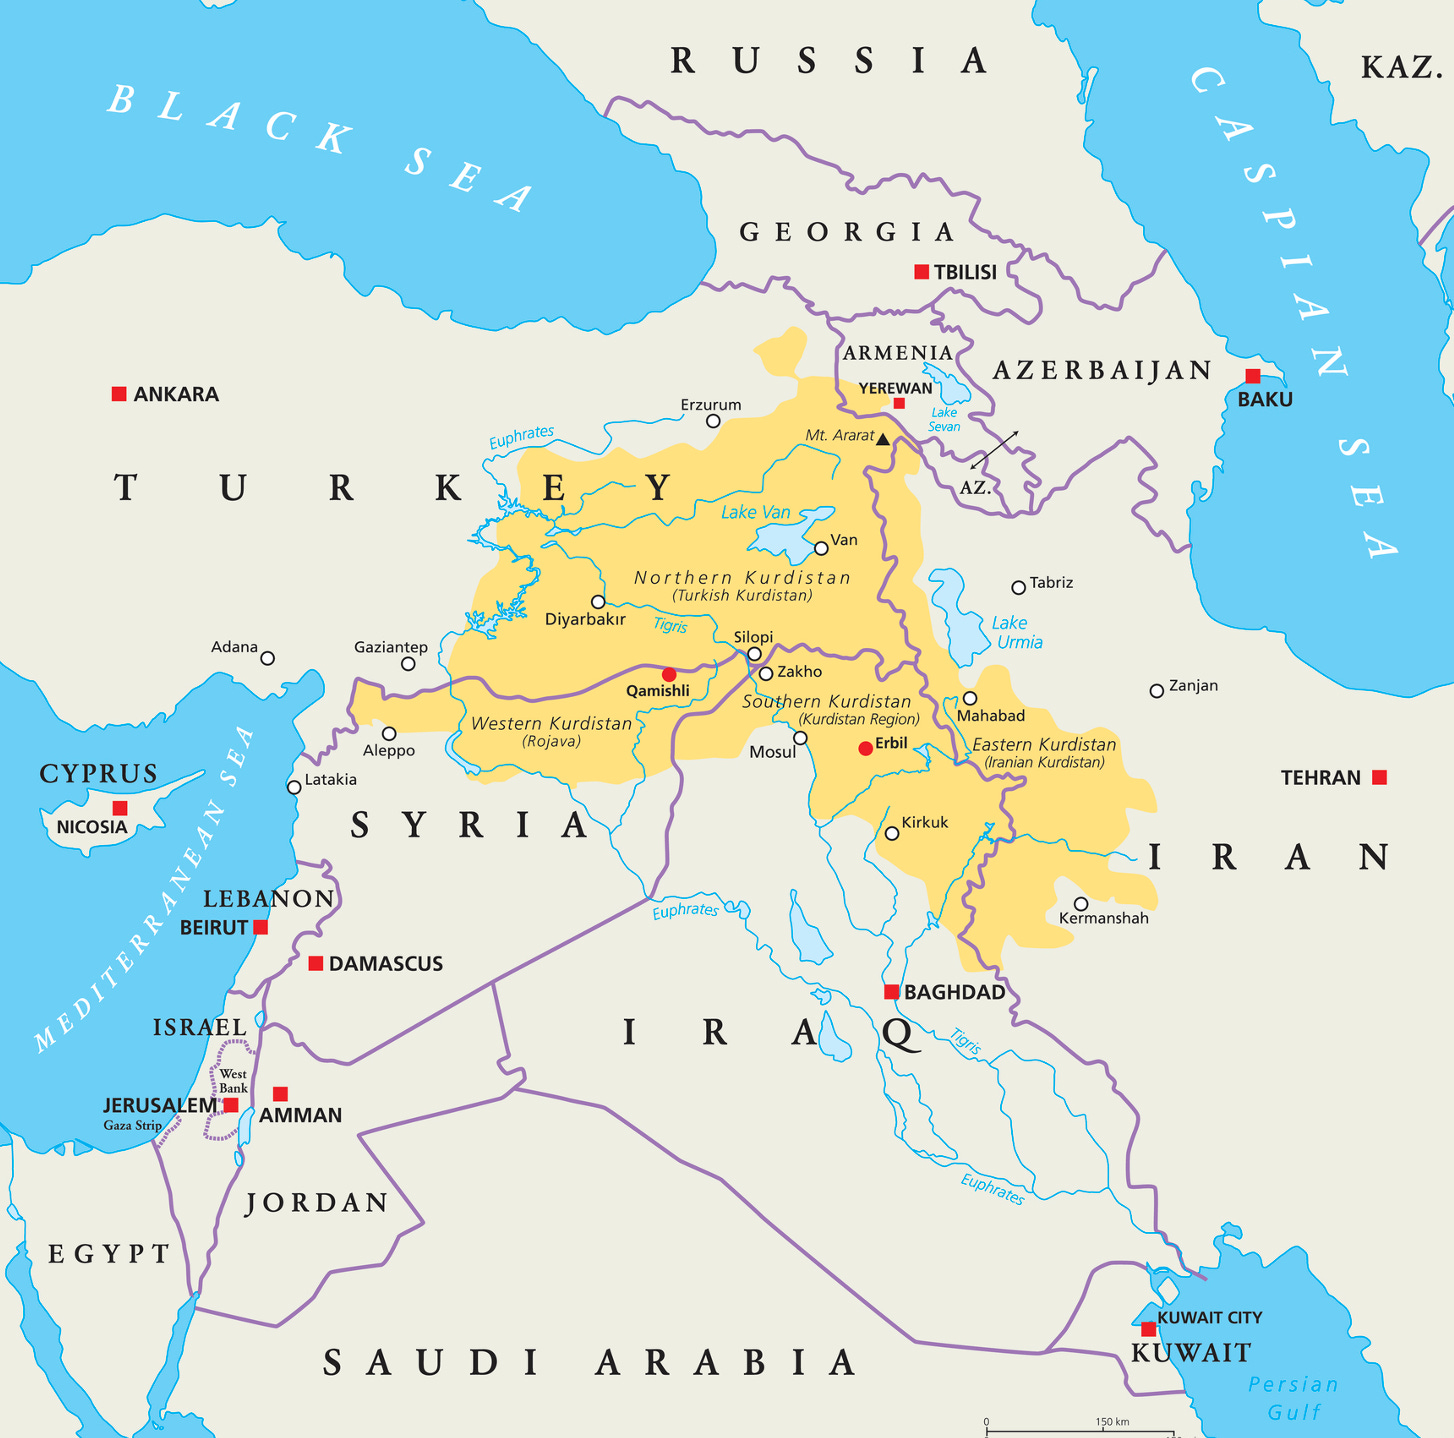 RUSSIA
KAZ.
BLACK SEA
CASPIAN SEA
GEORGIA
TBILISI
ARMENIA
YEREWAN
AZERBAIJAN
BAKU
ANKARA
Erzurum
Lake
Sevan
Euphrates
Mt. Ararat
TURKEY
AZ.
Lake Van
Van
Northern Kurdistan
(Turkish Kurdistan)
Tabriz
Diyarbakır
Tigris
Lake
Urmia
Silopi
Adana
Gaziantep
Zakho
Qamishli
Zanjan
Southern Kurdistan
(Kurdistan Region)
Mahabad
Western Kurdistan
(Rojava)
Aleppo
Mosul
Erbil
Eastern Kurdistan
(Iranian Kurdistan)
CYPRUS
NICOSIA
Latakia
TEHRAN
MEDITERRANEAN SEA
SYRIA
Kirkuk
IRAN
LEBANON
BEIRUT
Euphrates
Kermanshah
DAMASCUS
BAGHDAD
ISRAEL
IRAQ
Tigris
West
Bank
JERUSALEM
Gaza Strip
AMMAN
Euphrates
JORDAN
EGYPT
KUWAIT CITY
KUWAIT
SAUDI ARABIA
Persian
Gulf
0
150 km